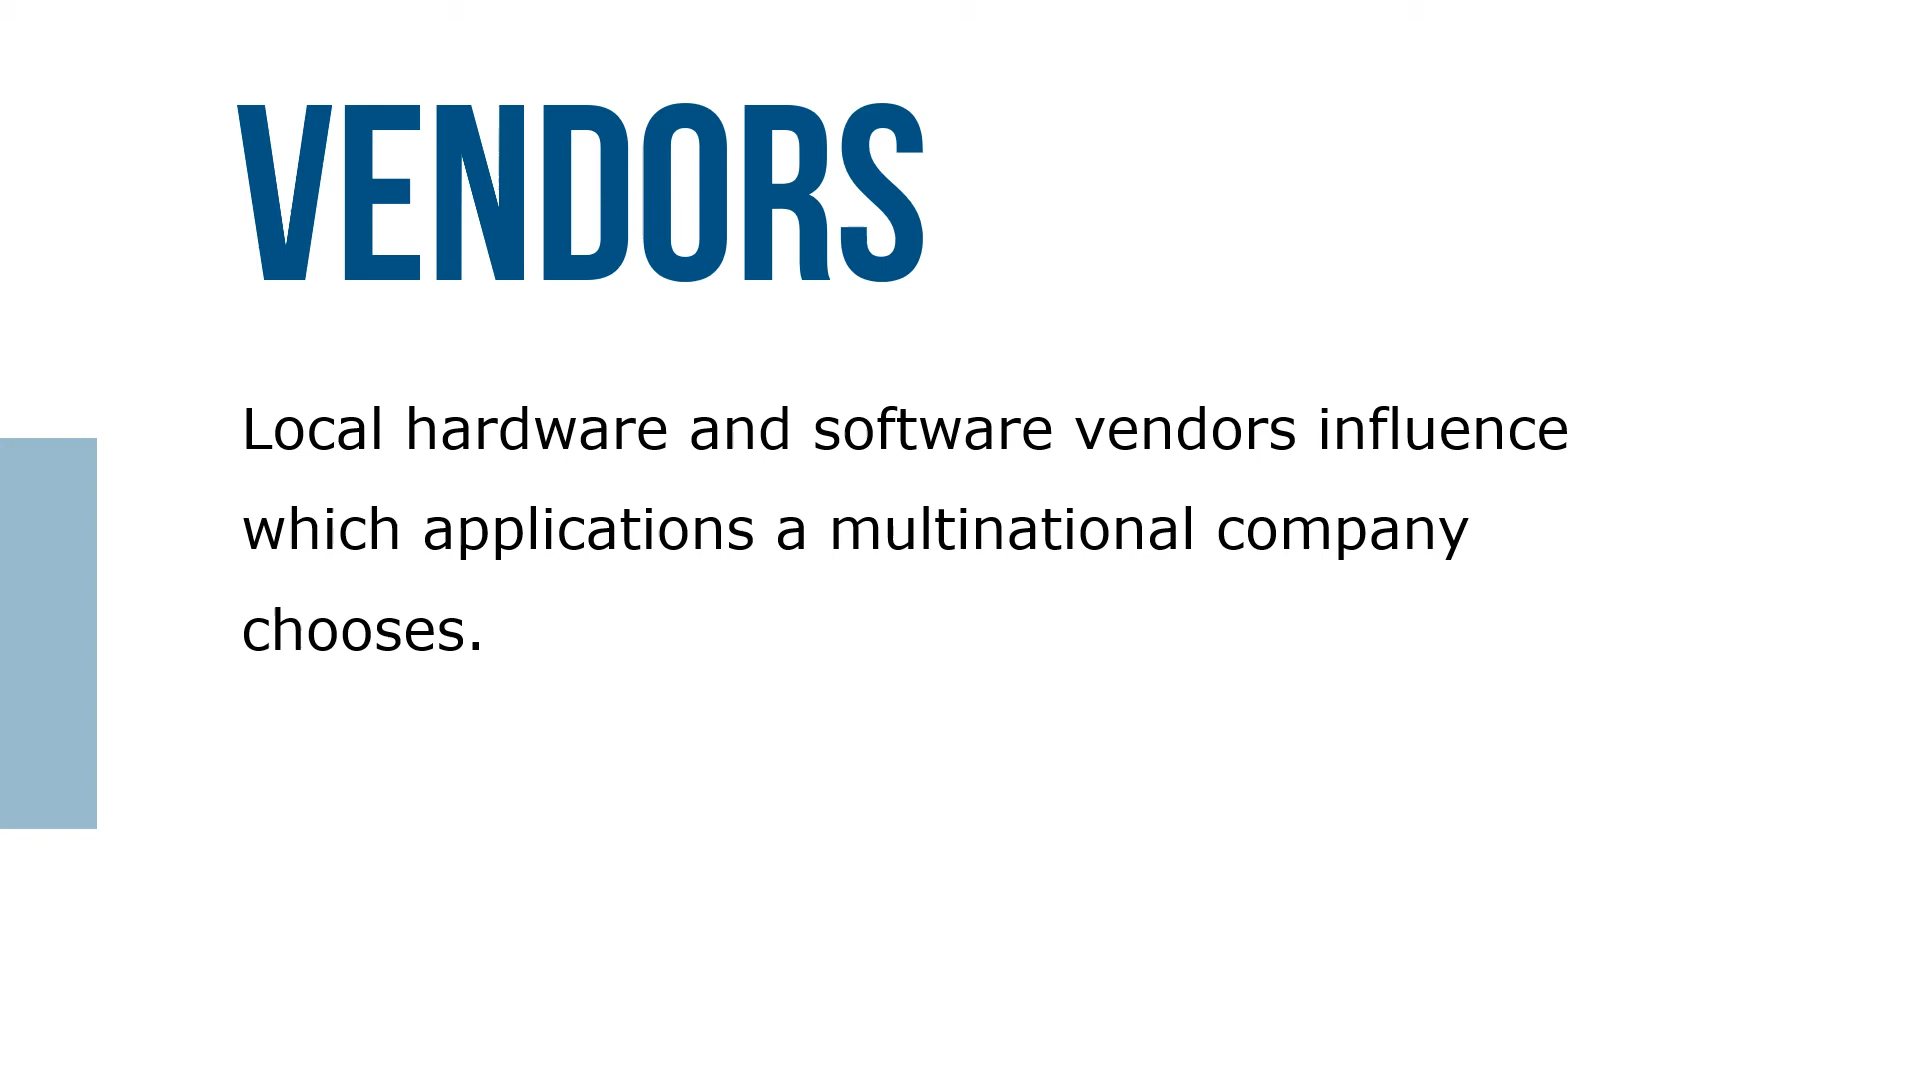 VENDORS
Local hardware and software vendors influence
which applications a multinational company
chooses.